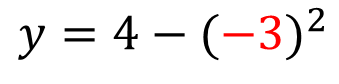 y = 4 − (−3)²